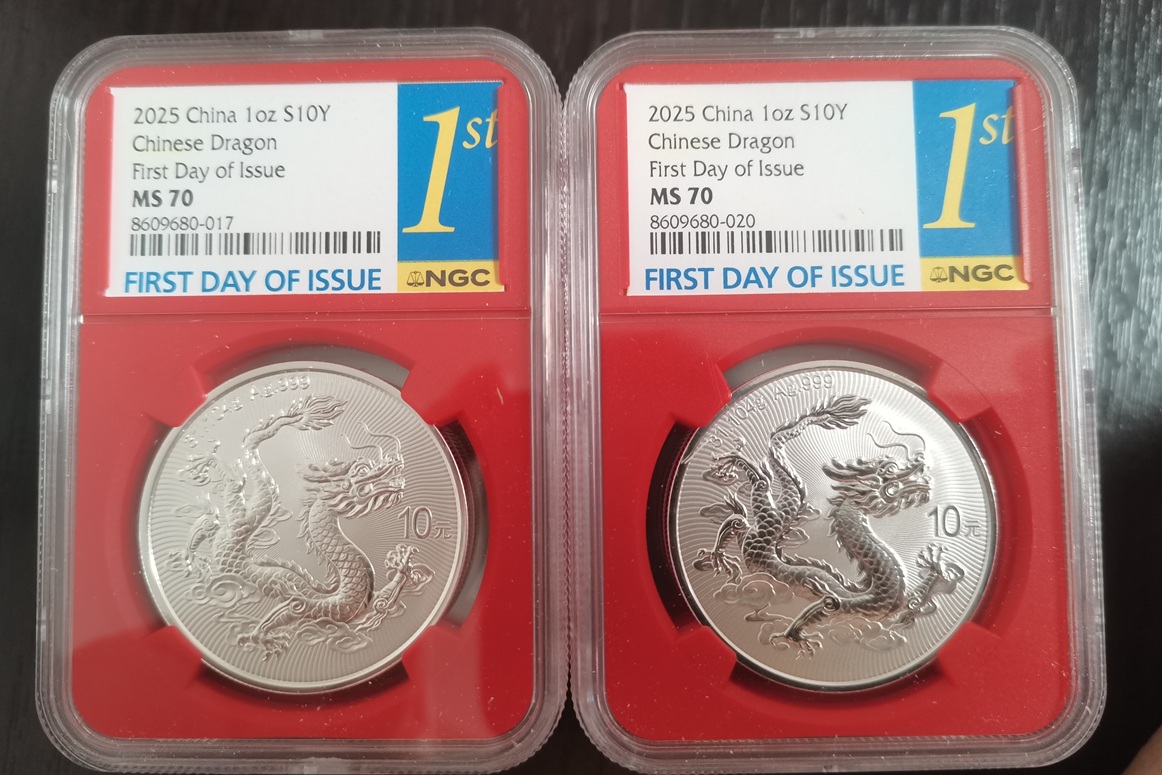 2025 China 1oz S10Y
Chinese Dragon
First Day of Issue
MS 70
8609680-017
FIRST DAY OF ISSUE
1st
NGC
Ag.999
10元
2025 China 1oz S10Y
Chinese Dragon
First Day of Issue
MS 70
8609680-020
FIRST DAY OF ISSUE
1st
NGC
Ag.999
10元